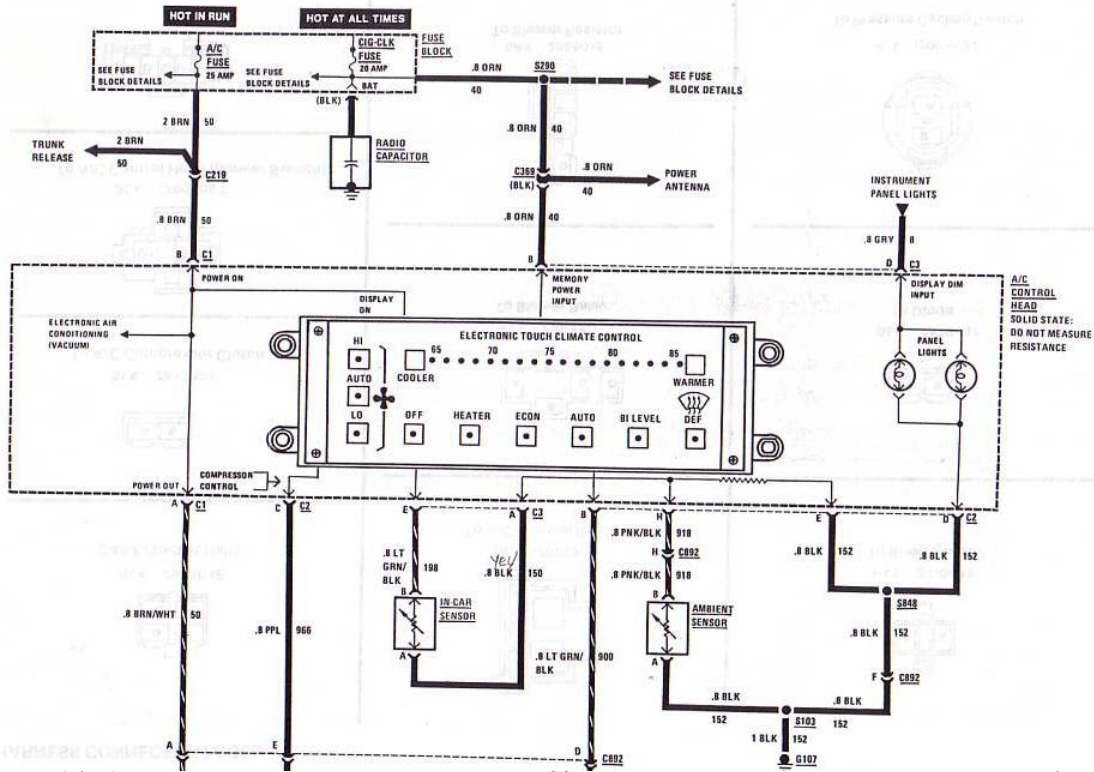 HOT IN RUN
HOT AT ALL TIMES
A/C
FUSE
25 AMP
CIG-CLK
FUSE
20 AMP
FUSE
BLOCK
SEE FUSE
BLOCK DETAILS
SEE FUSE
BLOCK DETAILS
BAT
(BLK)
.8 ORN
40
S290
SEE FUSE
BLOCK DETAILS
2 BRN
50
TRUNK
RELEASE
2 BRN
50
C219
RADIO
CAPACITOR
.8 ORN
40
C369
(BLK)
.8 ORN
40
POWER
ANTENNA
.8 BRN
50
.8 ORN
40
INSTRUMENT
PANEL LIGHTS
.8 GRY
8
B
C1
B
D
C3
POWER ON
MEMORY
POWER
INPUT
DISPLAY DIM
INPUT
A/C
CONTROL
HEAD
SOLID STATE:
DO NOT MEASURE
RESISTANCE
DISPLAY
ON
ELECTRONIC AIR
CONDITIONING
(VACUUM)
ELECTRONIC TOUCH CLIMATE CONTROL
HI
65
70
75
80
85
AUTO
COOLER
WARMER
LO
OFF
HEATER
ECON
AUTO
BI LEVEL
DEF
PANEL
LIGHTS
POWER OUT
COMPRESSOR
CONTROL
A
C1
C
C2
E
A
C3
B
H
E
D
C2
.8 LT
GRN/
BLK
198
YEL/
.8 BLK
150
.8 PNK/BLK
918
H
C892
.8 PNK/BLK
918
.8 BLK
152
.8 BLK
152
S848
.8 BRN/WHT
50
.8 PPL
966
B
IN-CAR
SENSOR
A
B
AMBIENT
SENSOR
A
.8 BLK
152
.8 LT GRN/
BLK
900
F
C892
.8 BLK
152
.8 BLK
152
S103
1 BLK
152
G107
A
E
D
C892